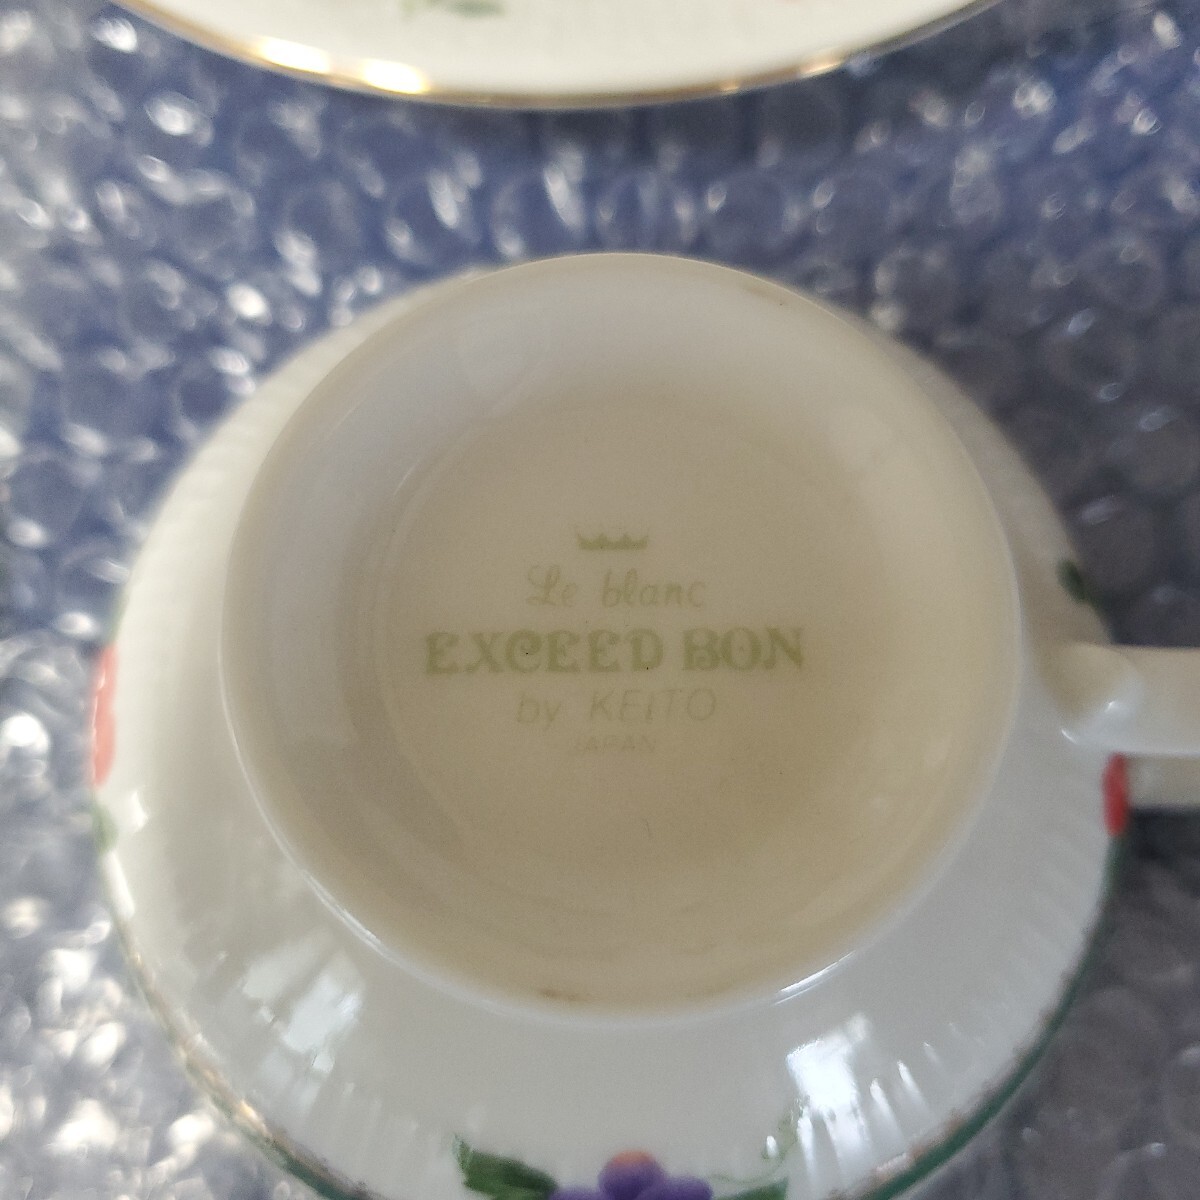 Le blanc
EXCEED BON
by KEITO
JAPAN